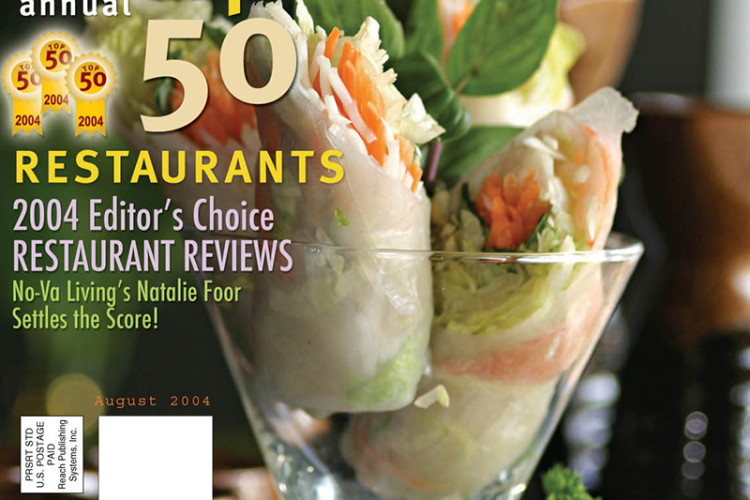 annual
50
TOP
50
2004
TOP
50
2004
TOP
50
2004
RESTAURANTS
2004 Editor's Choice
RESTAURANT REVIEWS
No-Va Living's Natalie Foor
Settles the Score!
August 2004
PRSRT STD
U.S. POSTAGE
PAID
Reach Publishing
Systems, Inc.